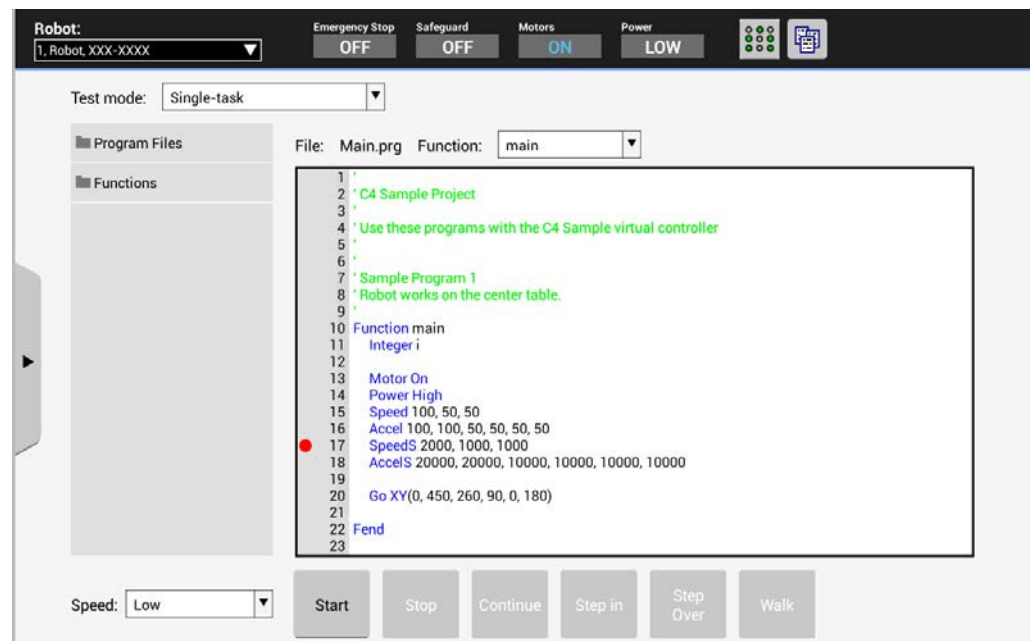 Robot:
1, Robot, XXX-XXXX
Emergency Stop Safeguard Motors Power
OFF OFF ON LOW
Test mode: Single-task
Program Files
Functions
File: Main.prg Function: main
1 '
2 ' C4 Sample Project
3 '
4 ' Use these programs with the C4 Sample virtual controller
5 '
6 '
7 ' Sample Program 1
8 ' Robot works on the center table.
9 '
10 Function main
11 Integer i
12
13 Motor On
14 Power High
15 Speed 100, 50, 50
16 Accel 100, 100, 50, 50, 50, 50
17 SpeedS 2000, 1000, 1000
18 AccelS 20000, 20000, 10000, 10000, 10000, 10000
19
20 Go XY(0, 450, 260, 90, 0, 180)
21
22 Fend
23
Speed: Low
Start Stop Continue Step in Step Over Walk